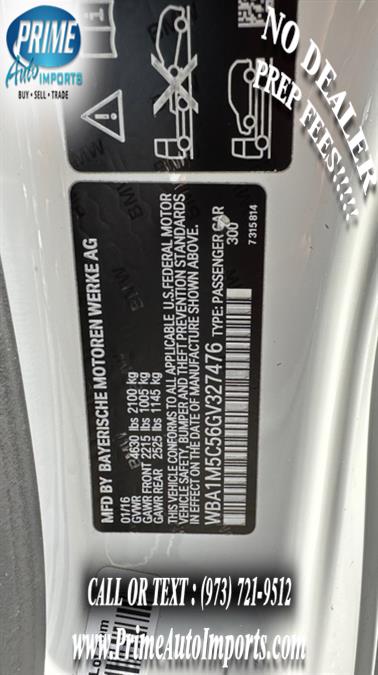 PRIME
Auto
IMPORTS
BUY • SELL • TRADE
NO DEALER
PREP FEES!!!!!
MFD BY BAYERISCHE MOTOREN WERKE AG
01/16
GVWR 4630 lbs 2100 kg
GAWR FRONT 2215 lbs 1005 kg
GAWR REAR 2525 lbs 1145 kg
THIS VEHICLE CONFORMS TO ALL APPLICABLE U.S. FEDERAL MOTOR
VEHICLE SAFETY, BUMPER AND THEFT PREVENTION STANDARDS
IN EFFECT ON THE DATE OF MANUFACTURE SHOWN ABOVE.
WBA1M5C56GV327476 TYPE: PASSENGER CAR
300
7 315 814
CALL OR TEXT : (973) 721-9512
www.PrimeAutoImports.com